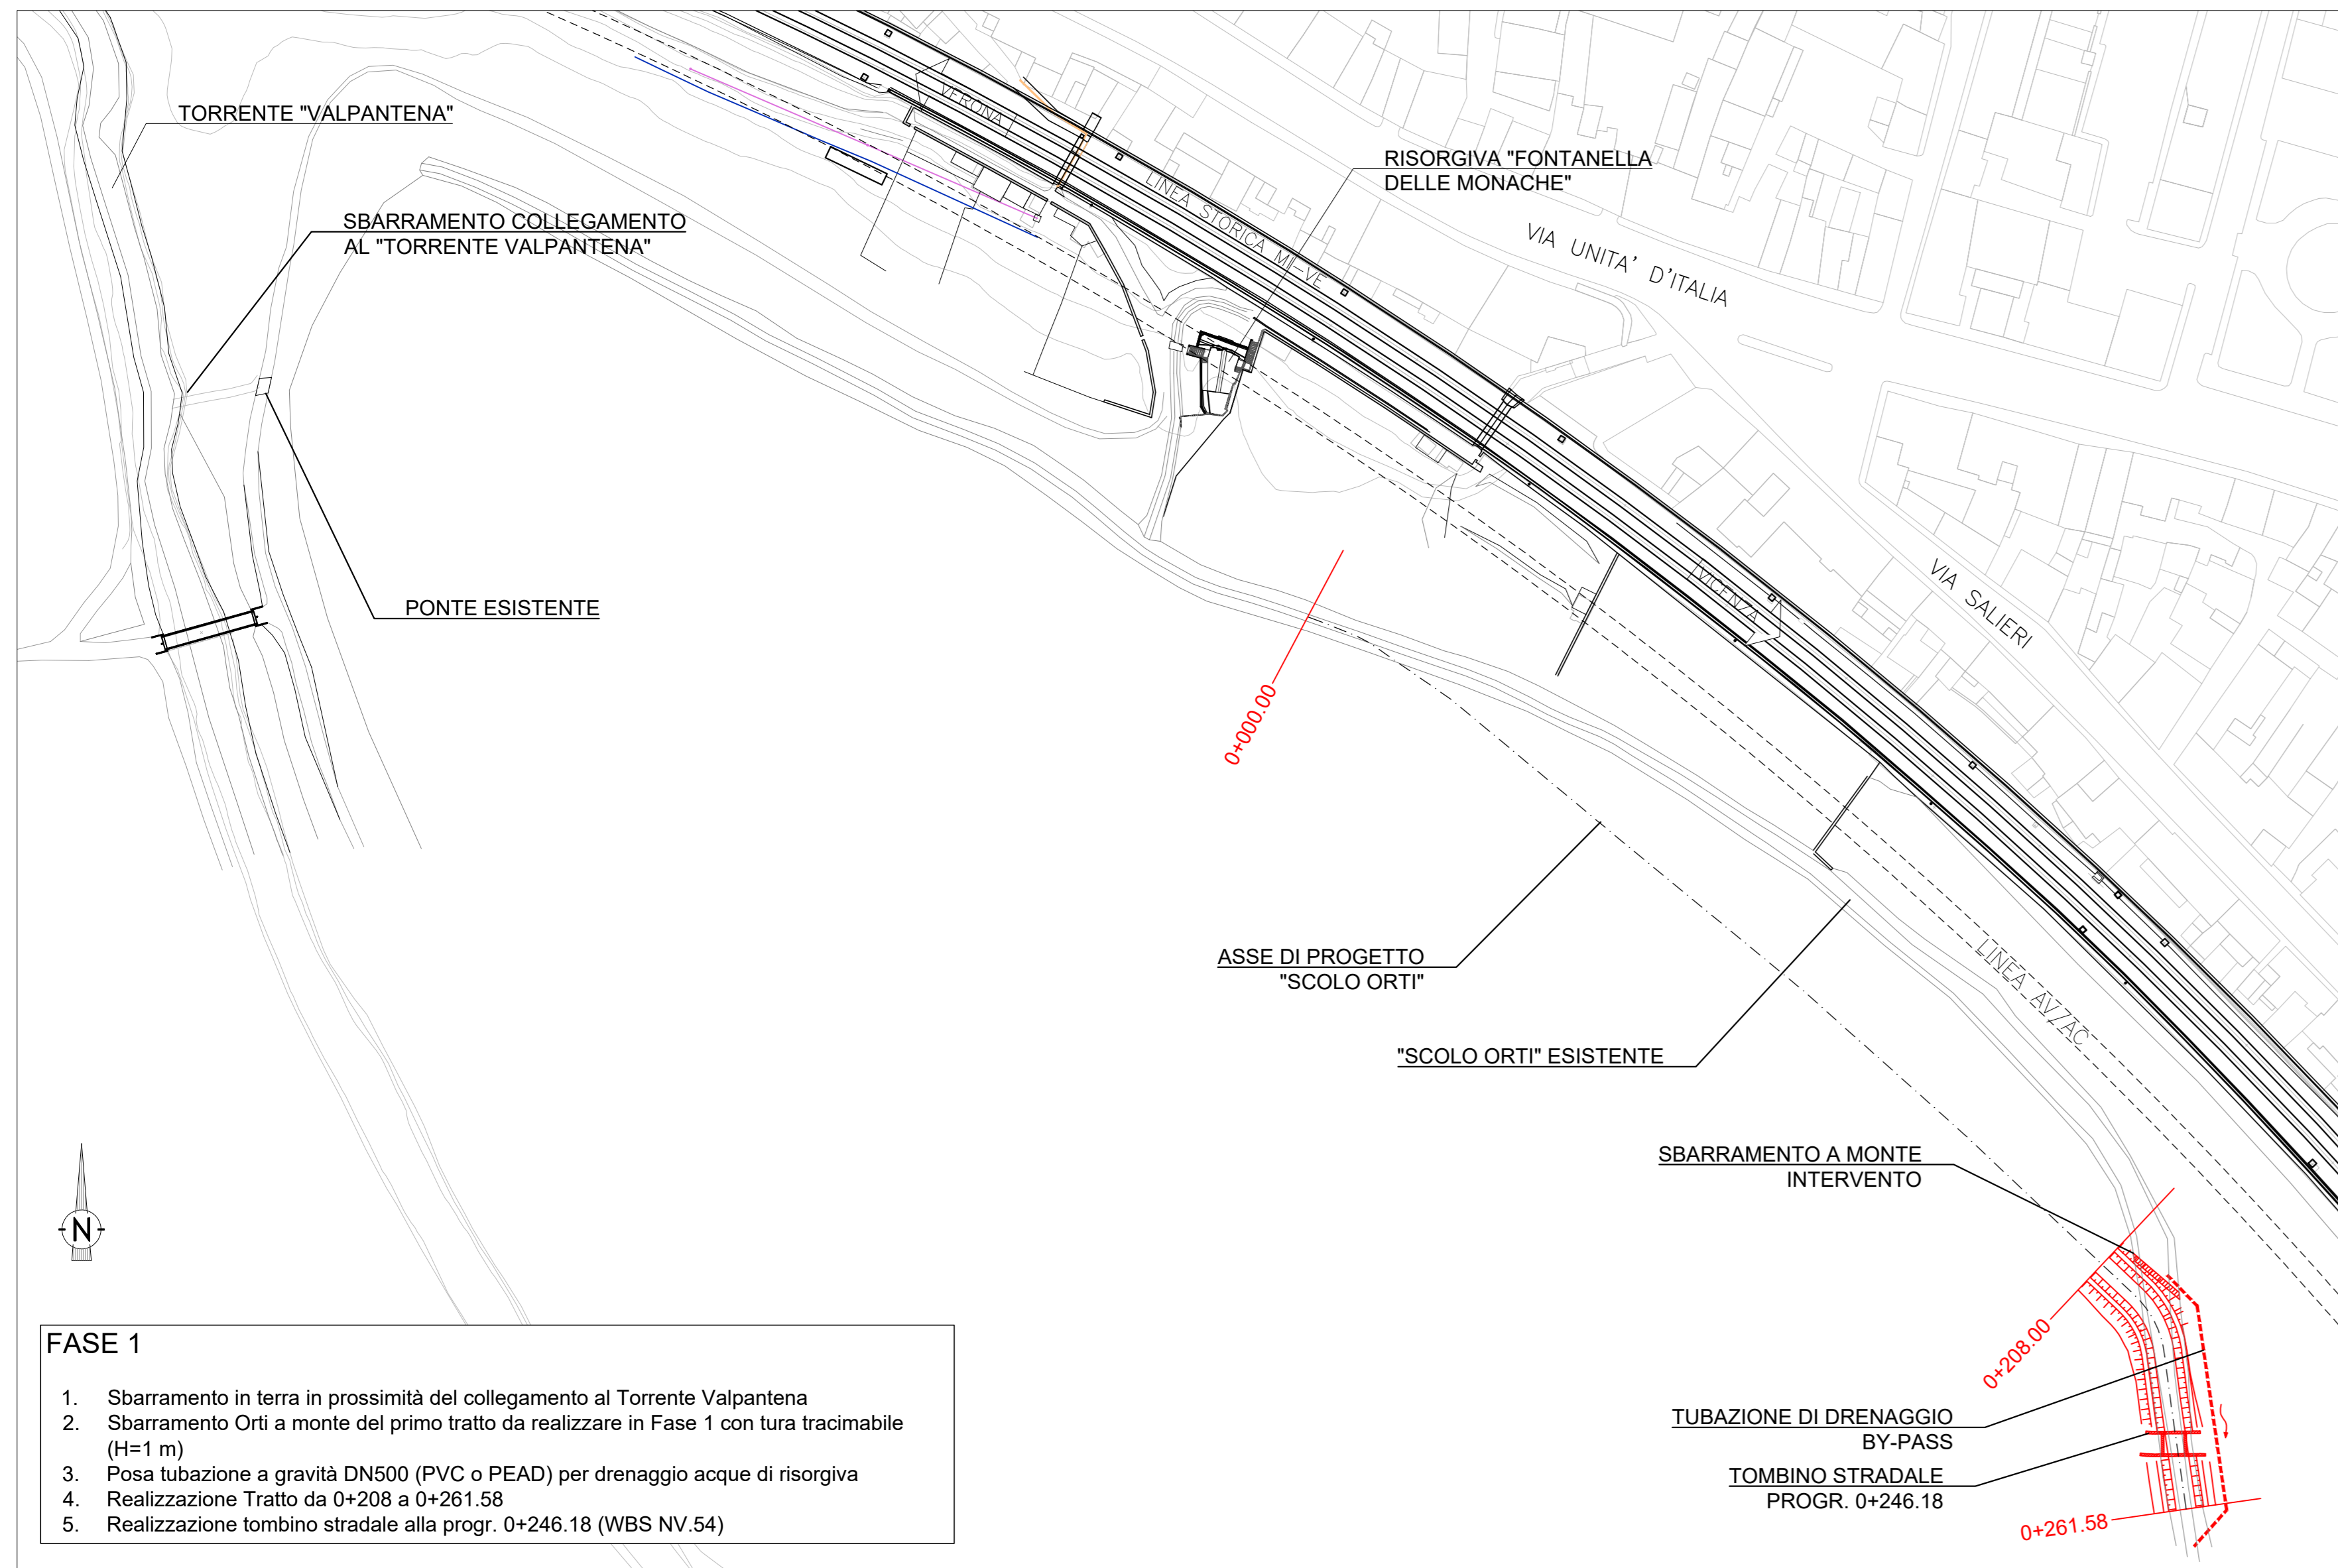 TORRENTE "VALPANTENA"
VERONA
RISORGIVA "FONTANELLA
DELLE MONACHE"
LINEA STORICA MI-VE
SBARRAMENTO COLLEGAMENTO
AL "TORRENTE VALPANTENA"
VIA UNITA' D'ITALIA
PONTE ESISTENTE
VICENZA
VIA SALIERI
0+000.00
ASSE DI PROGETTO
"SCOLO ORTI"
LINEA AV/AC
"SCOLO ORTI" ESISTENTE
SBARRAMENTO A MONTE
INTERVENTO
N
0+208.00
TUBAZIONE DI DRENAGGIO
BY-PASS
TOMBINO STRADALE
PROGR. 0+246.18
0+261.58
FASE 1
1. Sbarramento in terra in prossimità del collegamento al Torrente Valpantena
2. Sbarramento Orti a monte del primo tratto da realizzare in Fase 1 con tura tracimabile
(H=1 m)
3. Posa tubazione a gravità DN500 (PVC o PEAD) per drenaggio acque di risorgiva
4. Realizzazione Tratto da 0+208 a 0+261.58
5. Realizzazione tombino stradale alla progr. 0+246.18 (WBS NV.54)